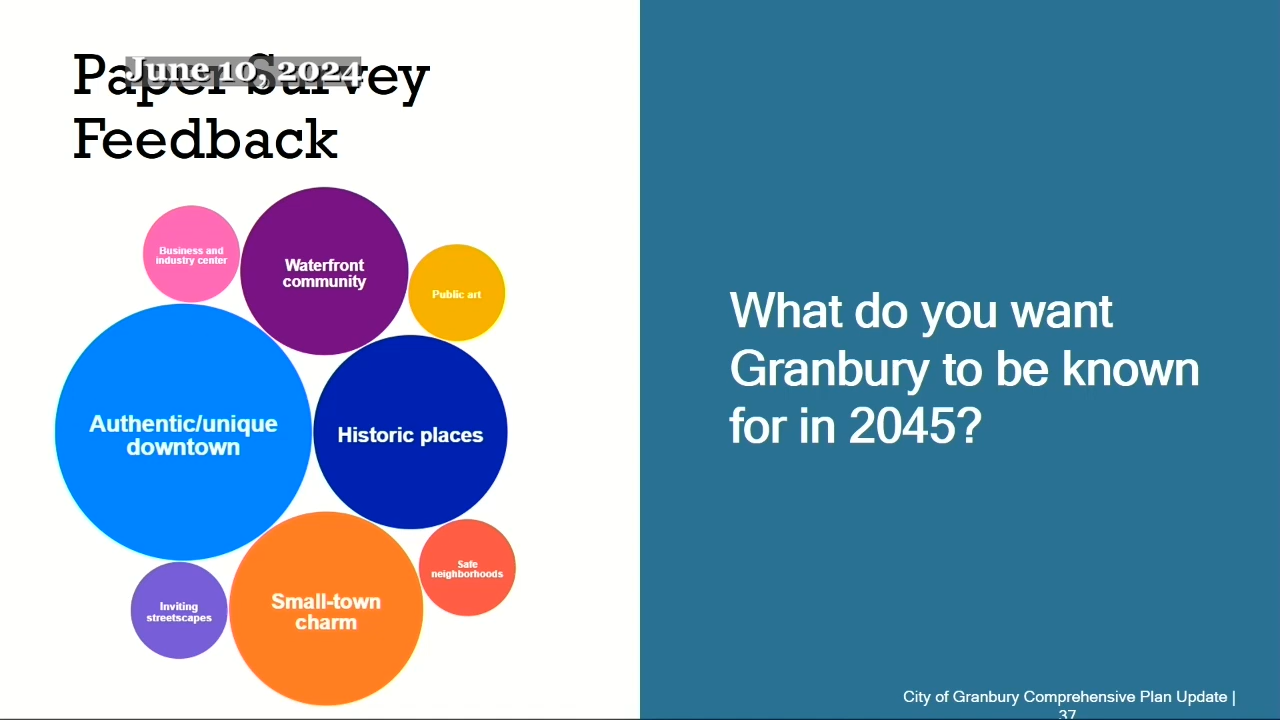 June 10, 2024
Paper Survey
Feedback
Business and
industry center
Waterfront
community
Public art
Authentic/unique
downtown
Historic places
Small-town
charm
Safe
neighborhoods
Inviting
streetscapes
What do you want
Granbury to be known
for in 2045?
City of Granbury Comprehensive Plan Update |
37